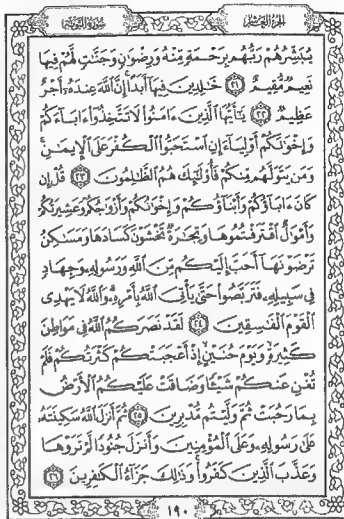 سورة التوبة
الجزء العاشر
يُبَشِّرُهُمْ رَبُّهُم بِرَحْمَةٍ مِّنْهُ وَرِضْوَانٍ وَجَنَّاتٍ لَّهُمْ فِيهَا
نَعِيمٌ مُّقِيمٌ ٢١ خَالِدِينَ فِيهَا أَبَدًا إِنَّ اللَّهَ عِندَهُ أَجْرٌ
عَظِيمٌ ٢٢ يَا أَيُّهَا الَّذِينَ ءَامَنُوا لَا تَتَّخِذُوا ءَابَاءَكُمْ
وَإِخْوَانَكُمْ أَوْلِيَاءَ إِنِ اسْتَحَبُّوا الْكُفْرَ عَلَى الْإِيمَانِ
وَمَن يَتَوَلَّهُم مِّنكُمْ فَأُولَٰئِكَ هُمُ الظَّالِمُونَ ٢٣ قُلْ إِن
كَانَ ءَابَاؤُكُمْ وَأَبْنَاؤُكُمْ وَإِخْوَانُكُمْ وَأَزْوَاجُكُمْ وَعَشِيرَتُكُمْ
وَأَمْوَالٌ اقْتَرَفْتُمُوهَا وَتِجَارَةٌ تَخْشَوْنَ كَسَادَهَا وَمَسَاكِنُ
تَرْضَوْنَهَا أَحَبَّ إِلَيْكُم مِّنَ اللَّهِ وَرَسُولِهِ وَجِهَادٍ
فِي سَبِيلِهِ فَتَرَبَّصُوا حَتَّىٰ يَأْتِيَ اللَّهُ بِأَمْرِهِ وَاللَّهُ لَا يَهْدِي
الْقَوْمَ الْفَاسِقِينَ ٢٤ لَقَدْ نَصَرَكُمُ اللَّهُ فِي مَوَاطِنَ
كَثِيرَةٍ وَيَوْمَ حُنَيْنٍ إِذْ أَعْجَبَتْكُمْ كَثْرَتُكُمْ فَلَمْ
تُغْنِ عَنكُمْ شَيْئًا وَضَاقَتْ عَلَيْكُمُ الْأَرْضُ
بِمَا رَحُبَتْ ثُمَّ وَلَّيْتُم مُّدْبِرِينَ ٢٥ ثُمَّ أَنزَلَ اللَّهُ سَكِينَتَهُ
عَلَىٰ رَسُولِهِ وَعَلَى الْمُؤْمِنِينَ وَأَنزَلَ جُنُودًا لَّمْ تَرَوْهَا
وَعَذَّبَ الَّذِينَ كَفَرُوا وَذَٰلِكَ جَزَاءُ الْكَافِرِينَ ٢٦
١٩٠